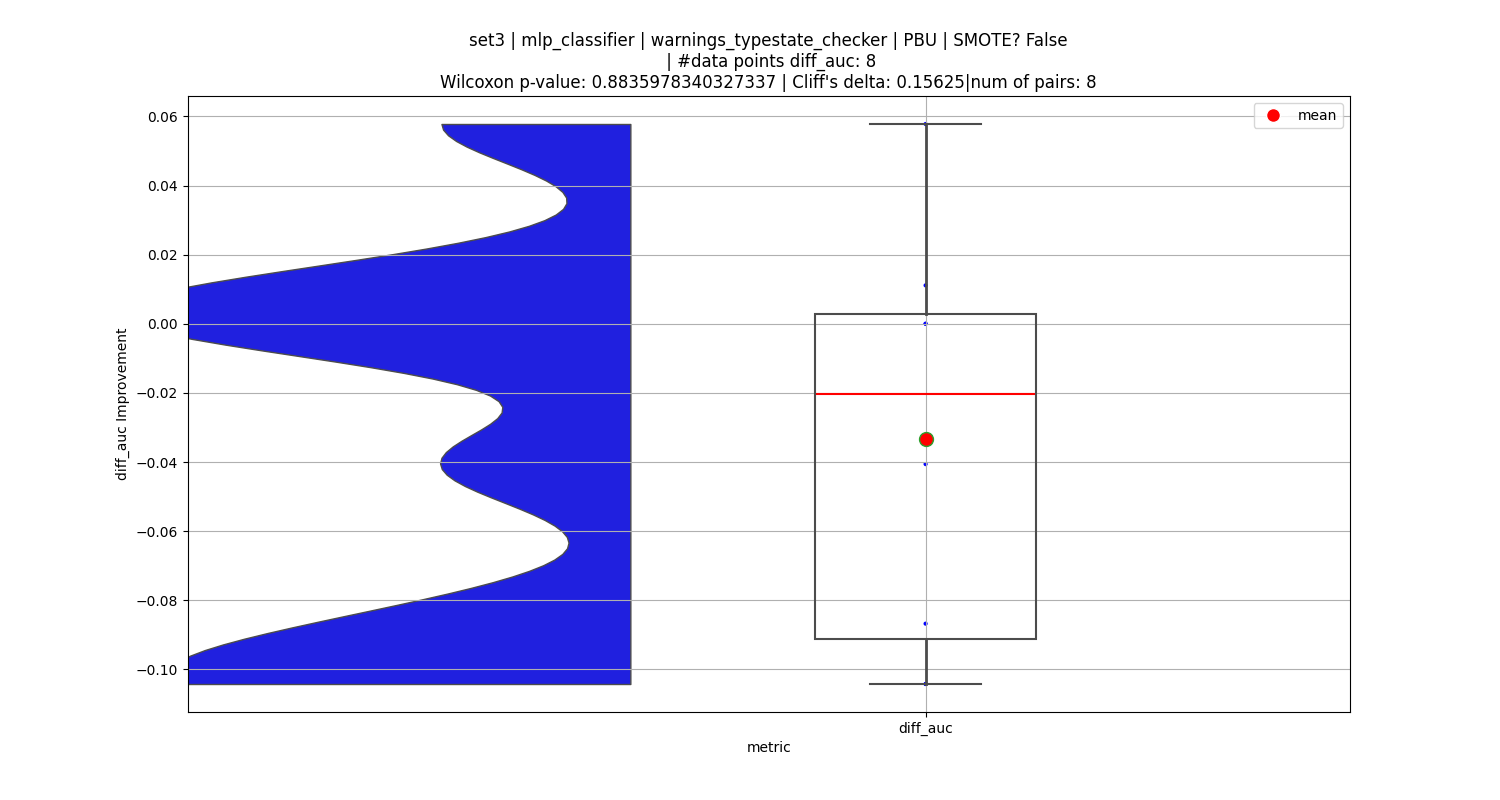 set3 | mlp_classifier | warnings_typestate_checker | PBU | SMOTE? False
| #data points diff_auc: 8
Wilcoxon p-value: 0.8835978340327337 | Cliff's delta: 0.15625|num of pairs: 8
mean
0.06
0.04
0.02
0.00
−0.02
−0.04
−0.06
−0.08
−0.10
diff_auc Improvement
diff_auc
metric